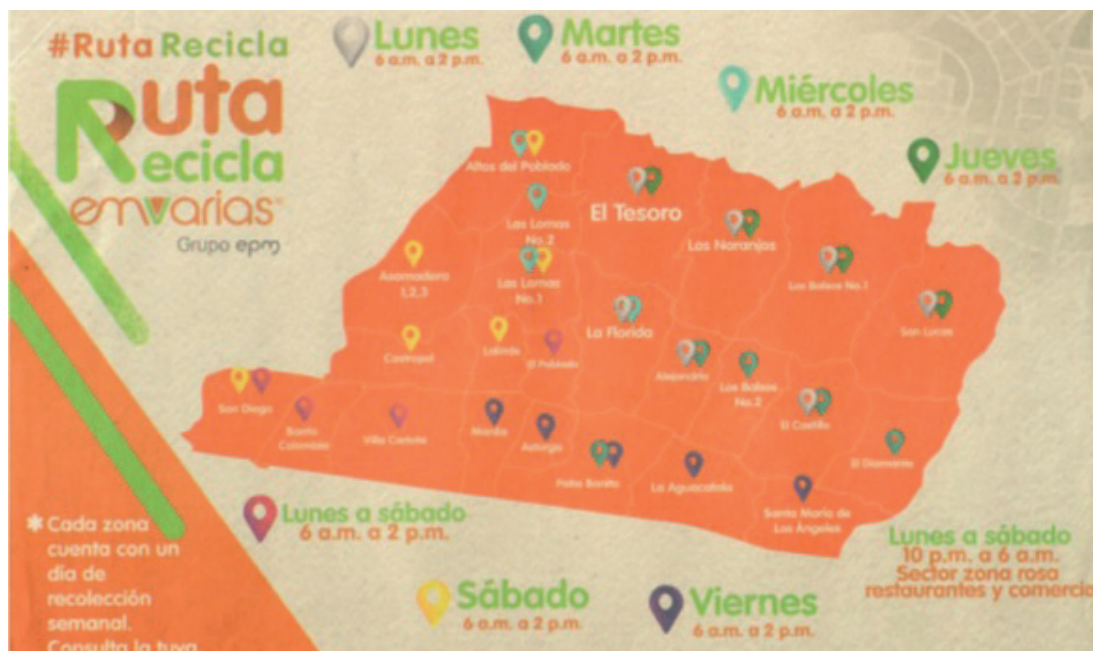 #RutaRecicla
Ruta
Recicla
emvarias
Grupo epm
Lunes
6 a.m. a 2 p.m.
Martes
6 a.m. a 2 p.m.
Miércoles
6 a.m. a 2 p.m.
Jueves
6 a.m. a 2 p.m.
Altos del Poblado
Las Lomas
No.2
El Tesoro
Los Naranjos
Asomadera
1,2,3
Las Lomas
No.1
Los Balsos No.1
La Florida
San Lucas
Castropol
Lalinde
El Poblado
Alejandría
Los Balsos
No.2
San Diego
Barrio
Colombia
Villa Carlota
Manila
Astorga
El Castillo
Patio Bonito
La Aguacatala
El Diamante
Santa María de
Los Ángeles
Lunes a sábado
6 a.m. a 2 p.m.
Sábado
6 a.m. a 2 p.m.
Viernes
6 a.m. a 2 p.m.
Lunes a sábado
10 p.m. a 6 a.m.
Sector zona rosa
restaurantes y comercio
* Cada zona
cuenta con un
día de
recolección
semanal.
Consulta la tuya